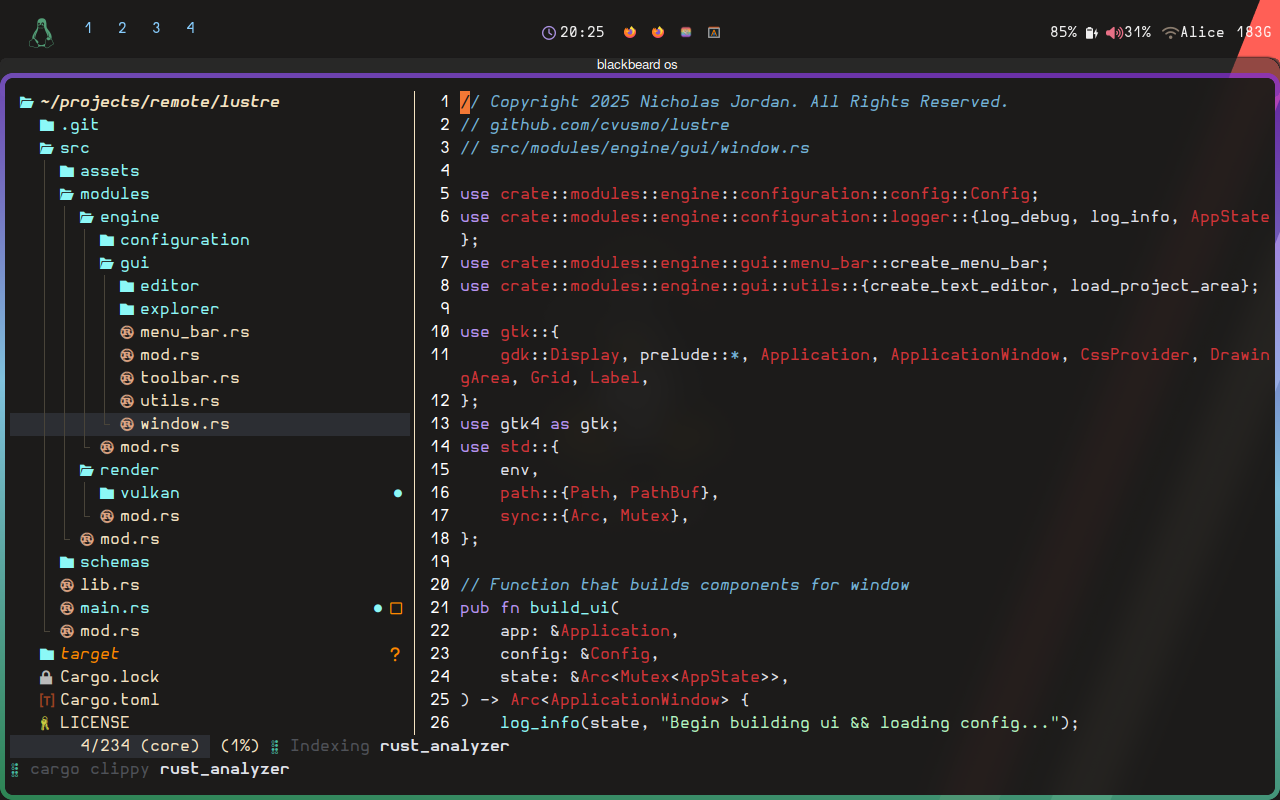 1 2 3 4
20:25
85% 31% Alice 183G
blackbeard os
~/projects/remote/lustre
.git
src
assets
modules
engine
configuration
gui
editor
explorer
menu_bar.rs
mod.rs
toolbar.rs
utils.rs
window.rs
mod.rs
render
vulkan
mod.rs
mod.rs
schemas
lib.rs
main.rs
mod.rs
target ?
Cargo.lock
[T] Cargo.toml
LICENSE
1 // Copyright 2025 Nicholas Jordan. All Rights Reserved.
2 // github.com/cvusmo/lustre
3 // src/modules/engine/gui/window.rs
4
5 use crate::modules::engine::configuration::config::Config;
6 use crate::modules::engine::configuration::logger::{log_debug, log_info, AppState
};
7 use crate::modules::engine::gui::menu_bar::create_menu_bar;
8 use crate::modules::engine::gui::utils::{create_text_editor, load_project_area};
9
10 use gtk::{
11 gdk::Display, prelude::*, Application, ApplicationWindow, CssProvider, Drawin
gArea, Grid, Label,
12 };
13 use gtk4 as gtk;
14 use std::{
15 env,
16 path::{Path, PathBuf},
17 sync::{Arc, Mutex},
18 };
19
20 // Function that builds components for window
21 pub fn build_ui(
22 app: &Application,
23 config: &Config,
24 state: &Arc<Mutex<AppState>>,
25 ) -> Arc<ApplicationWindow> {
26 log_info(state, "Begin building ui && loading config...");
4/234 (core) (1%) Indexing rust_analyzer
cargo clippy rust_analyzer